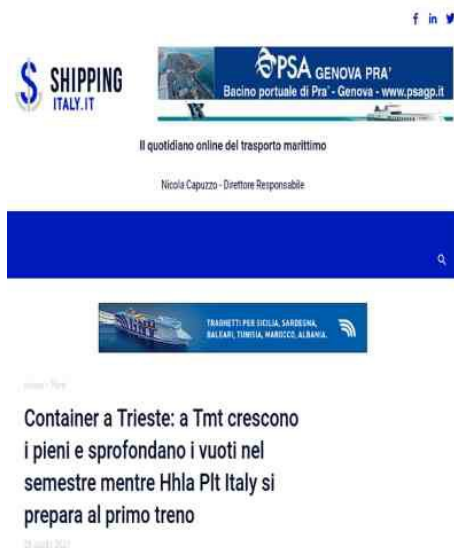 SHIPPING
ITALY.IT
PSA GENOVA PRA'
Bacino portuale di Pra' - Genova - www.psagp.it
Il quotidiano online del trasporto marittimo
Nicola Capuzzo - Direttore Responsabile
TRAGHETTI PER SICILIA, SARDEGNA,
BALEARI, TUNISIA, MAROCCO, ALBANIA.
Container a Trieste: a Tmt crescono
i pieni e sprofondano i vuoti nel
semestre mentre Hhla Plt Italy si
prepara al primo treno